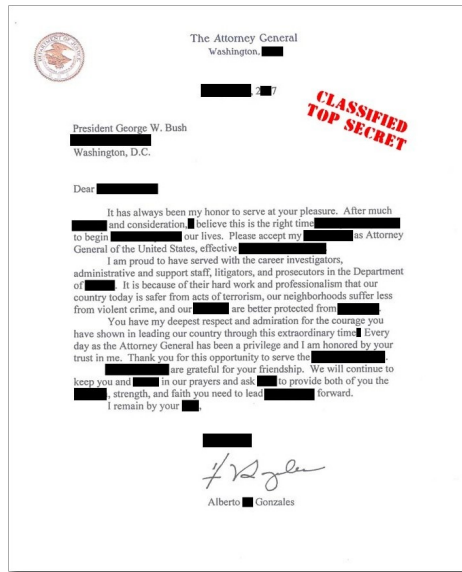 The Attorney General
Washington,
, 2 7
CLASSIFIED
TOP SECRET
President George W. Bush
Washington, D.C.
Dear
It has always been my honor to serve at your pleasure. After much
and consideration, believe this is the right time
to begin our lives. Please accept my as Attorney
General of the United States, effective
I am proud to have served with the career investigators,
administrative and support staff, litigators, and prosecutors in the Department
of . It is because of their hard work and professionalism that our
country today is safer from acts of terrorism, our neighborhoods suffer less
from violent crime, and our are better protected from .
You have my deepest respect and admiration for the courage you
have shown in leading our country through this extraordinary time Every
day as the Attorney General has been a privilege and I am honored by your
trust in me. Thank you for this opportunity to serve the .
are grateful for your friendship. We will continue to
keep you and in our prayers and ask to provide both of you the
, strength, and faith you need to lead forward.
I remain by your ,
Alberto Gonzales